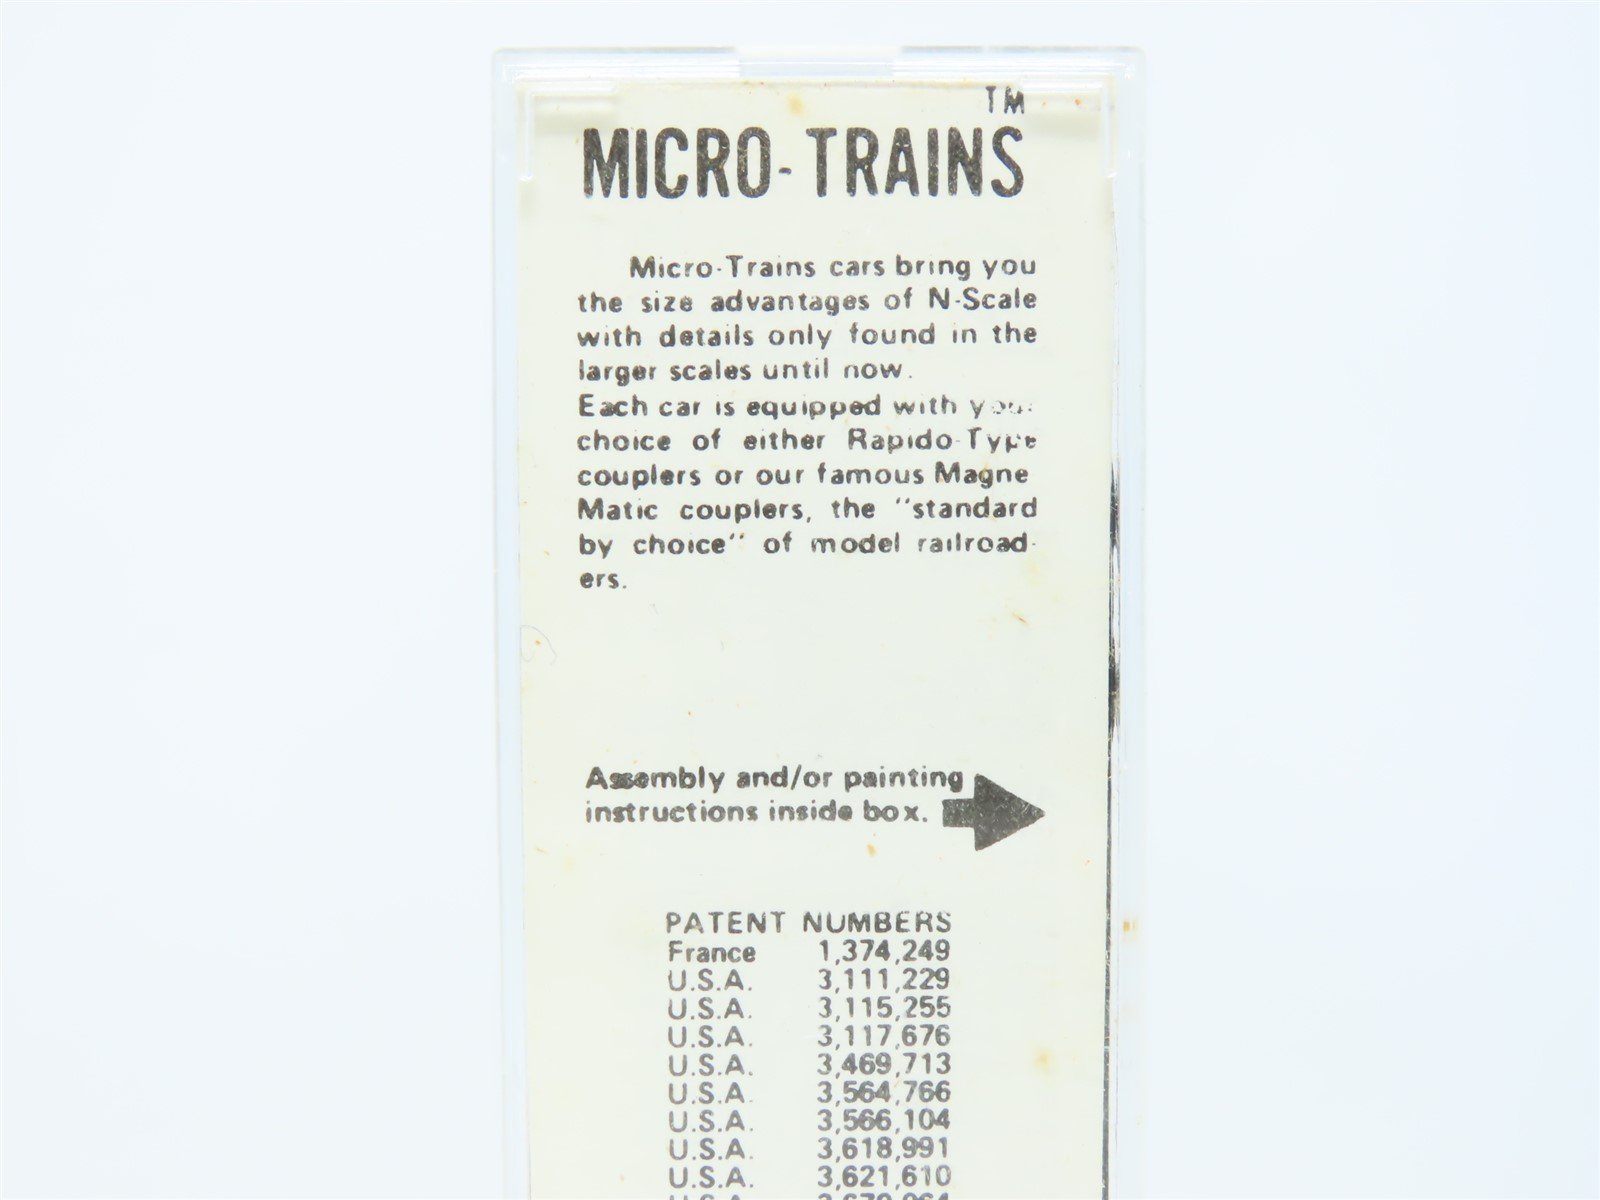 TM
MICRO-TRAINS
Micro-Trains cars bring you
the size advantages of N-Scale
with details only found in the
larger scales until now.
Each car is equipped with your
choice of either Rapido-Type
couplers or our famous Magne
Matic couplers, the "standard
by choice" of model railroad-
ers.
Assembly and/or painting
instructions inside box.
PATENT NUMBERS
France 1,374,249
U.S.A. 3,111,229
U.S.A. 3,115,255
U.S.A. 3,117,676
U.S.A. 3,469,713
U.S.A. 3,564,766
U.S.A. 3,566,104
U.S.A. 3,618,991
U.S.A. 3,621,610
U.S.A.